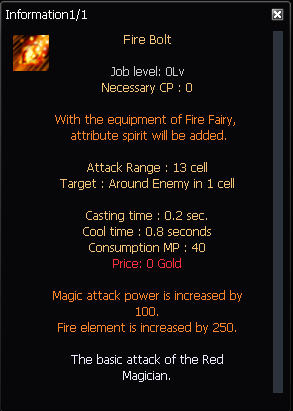 Information1/1
Fire Bolt
Job level: 0Lv
Necessary CP : 0
With the equipment of Fire Fairy,
attribute spirit will be added.
Attack Range : 13 cell
Target : Around Enemy in 1 cell
Casting time : 0.2 sec.
Cool time : 0.8 seconds
Consumption MP : 40
Price: 0 Gold
Magic attack power is increased by
100.
Fire element is increased by 250.
The basic attack of the Red
Magician.